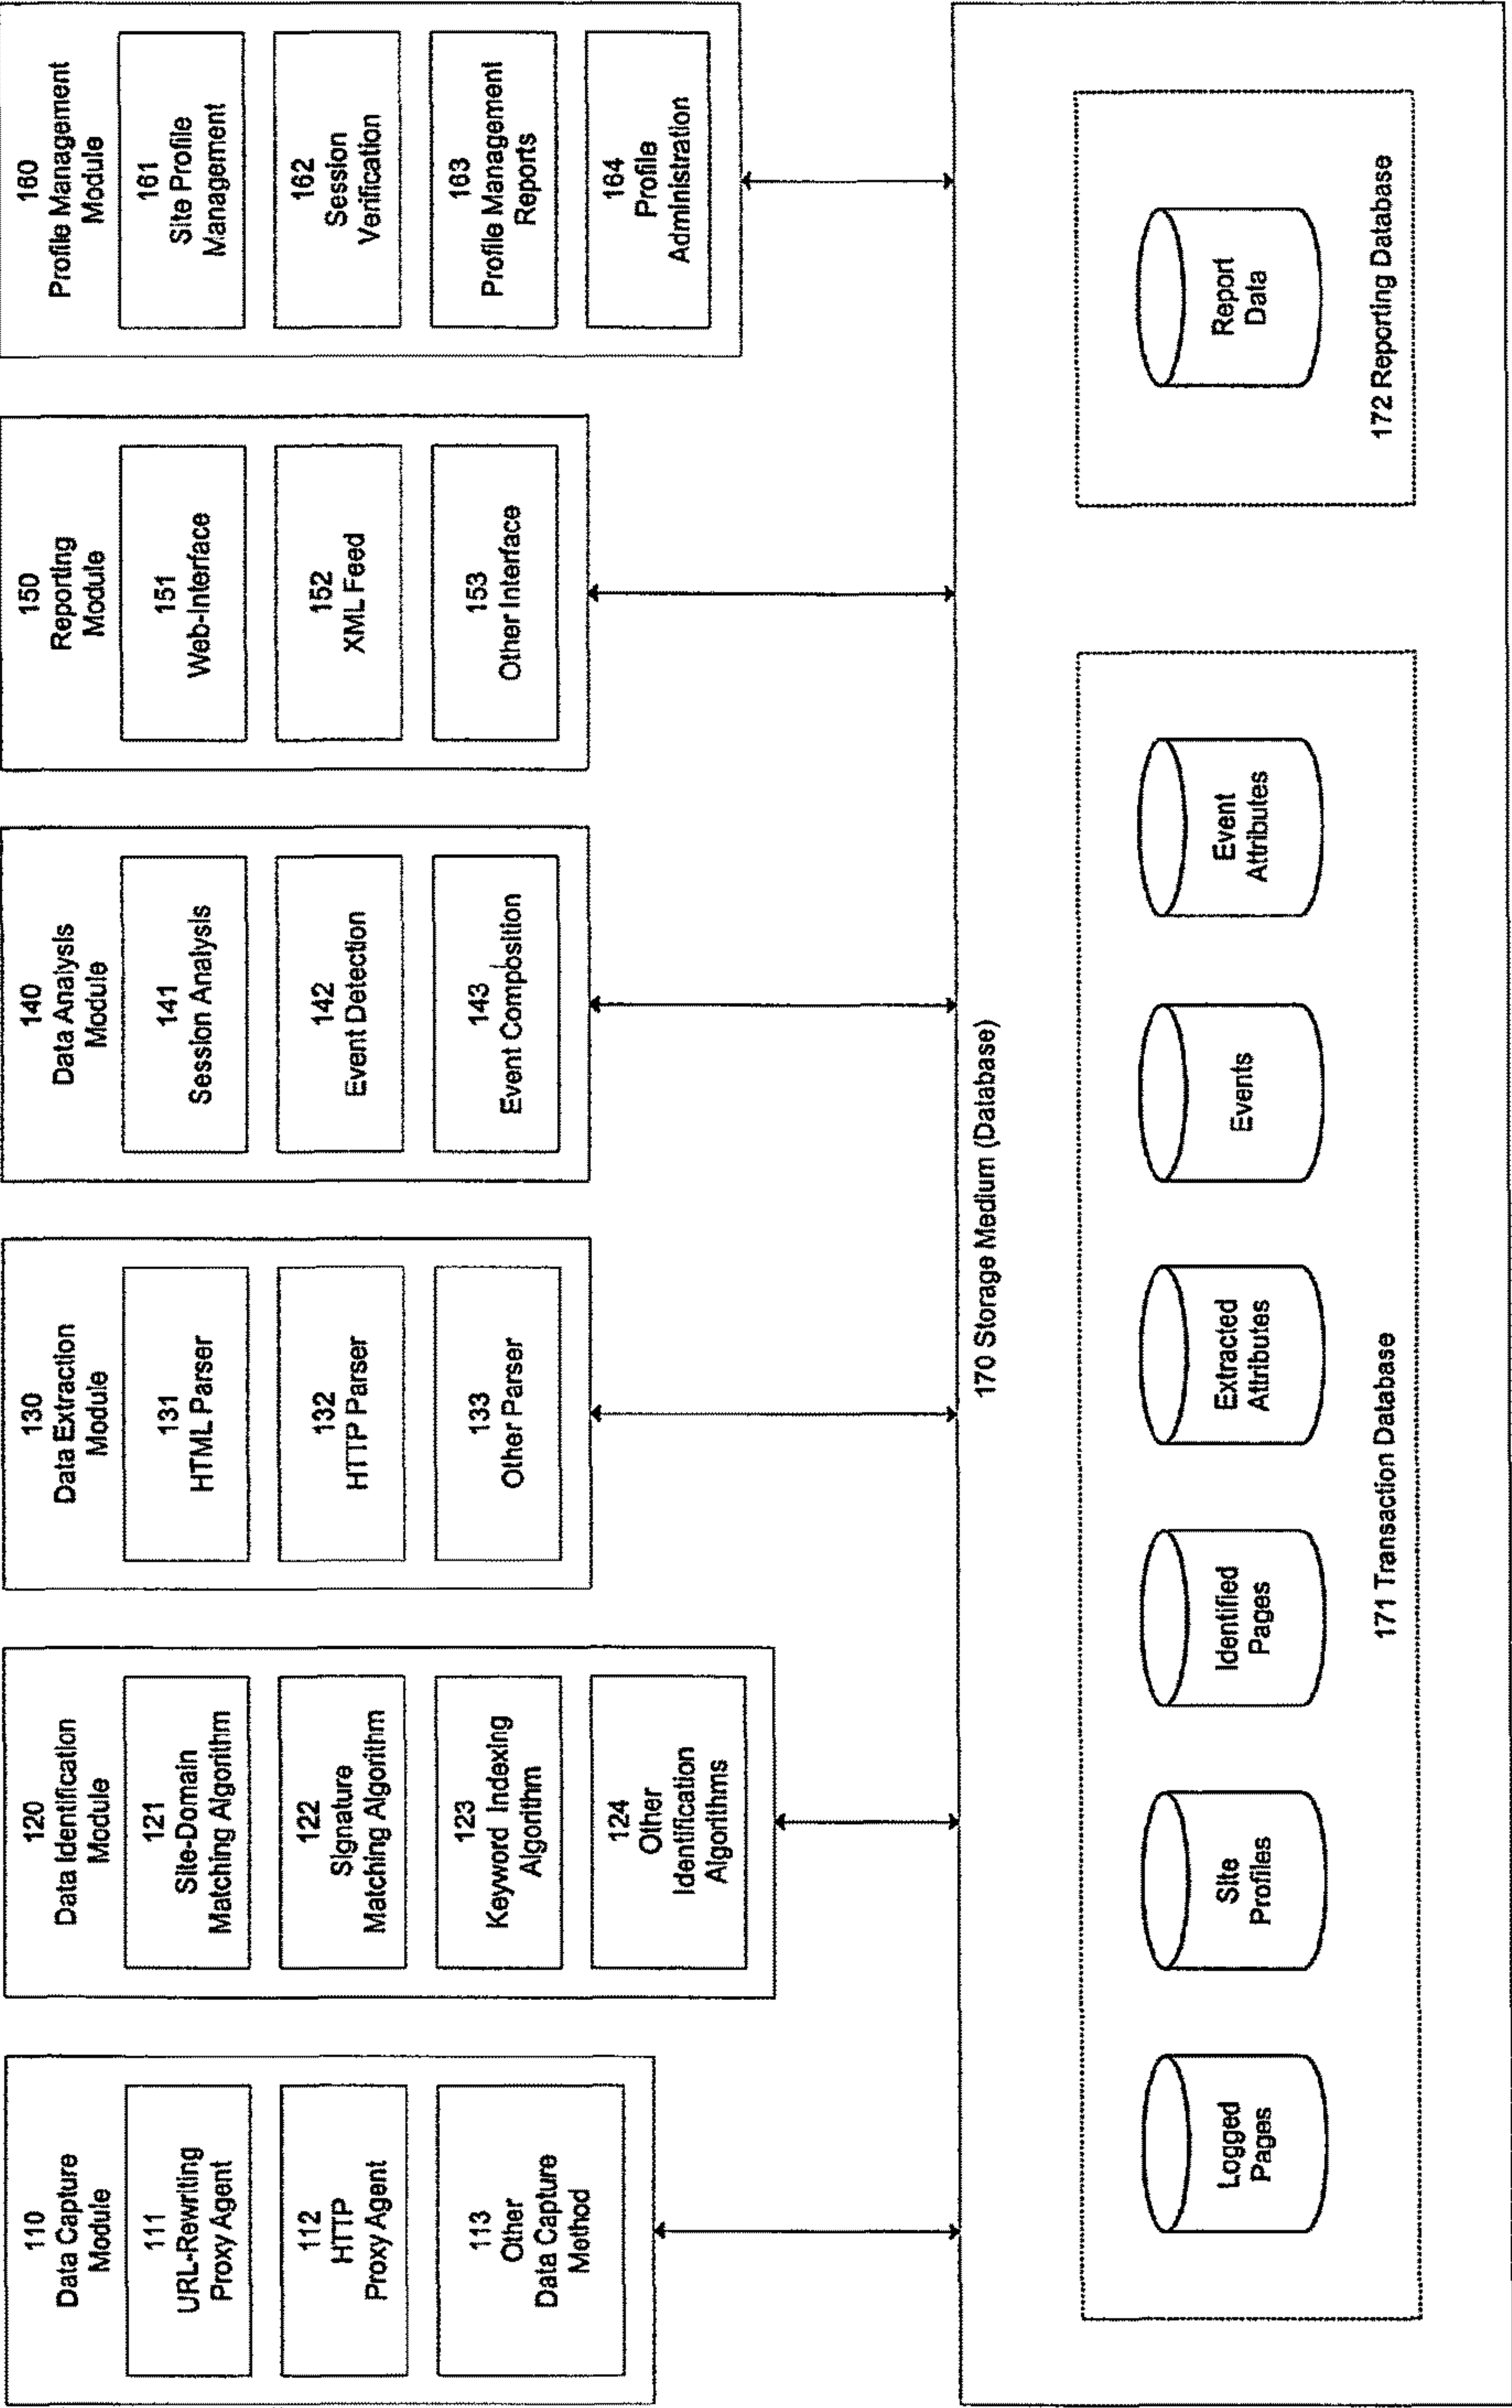 110
Data Capture
Module
111
URL-Rewriting
Proxy Agent
112
HTTP
Proxy Agent
113
Other
Data Capture
Method
120
Data Identification
Module
121
Site-Domain
Matching Algorithm
122
Signature
Matching Algorithm
123
Keyword Indexing
Algorithm
124
Other
Identification
Algorithms
130
Data Extraction
Module
131
HTML Parser
132
HTTP Parser
133
Other Parser
140
Data Analysis
Module
141
Session Analysis
142
Event Detection
143
Event Composition
150
Reporting
Module
151
Web-Interface
152
XML Feed
153
Other Interface
160
Profile Management
Module
161
Site Profile
Management
162
Session
Verification
163
Profile Management
Reports
164
Profile
Administration
170 Storage Medium (Database)
Logged
Pages
Site
Profiles
Identified
Pages
Extracted
Attributes
Events
Event
Attributes
171 Transaction Database
Report
Data
172 Reporting Database